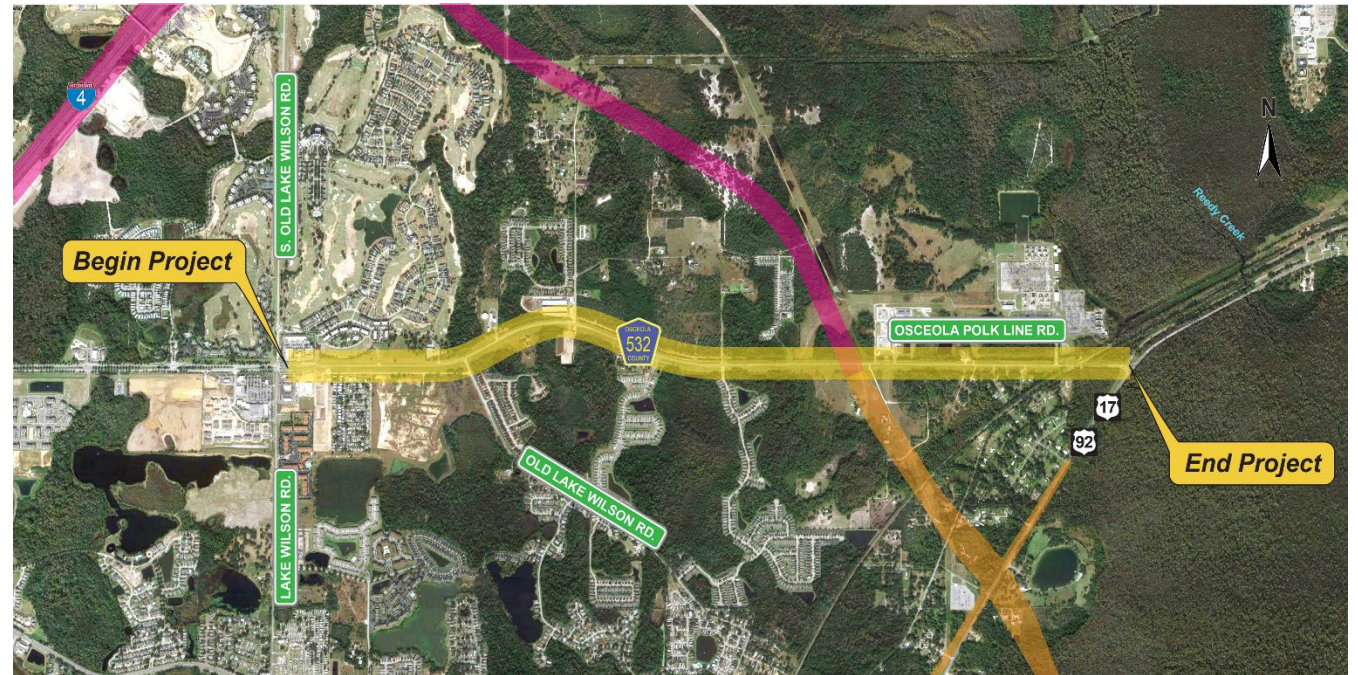 INTERSTATE
4
S. OLD LAKE WILSON RD.
N
Reedy Creek
Begin Project
OSCEOLA
532
COUNTY
OSCEOLA POLK LINE RD.
17
92
End Project
OLD LAKE WILSON RD.
LAKE WILSON RD.